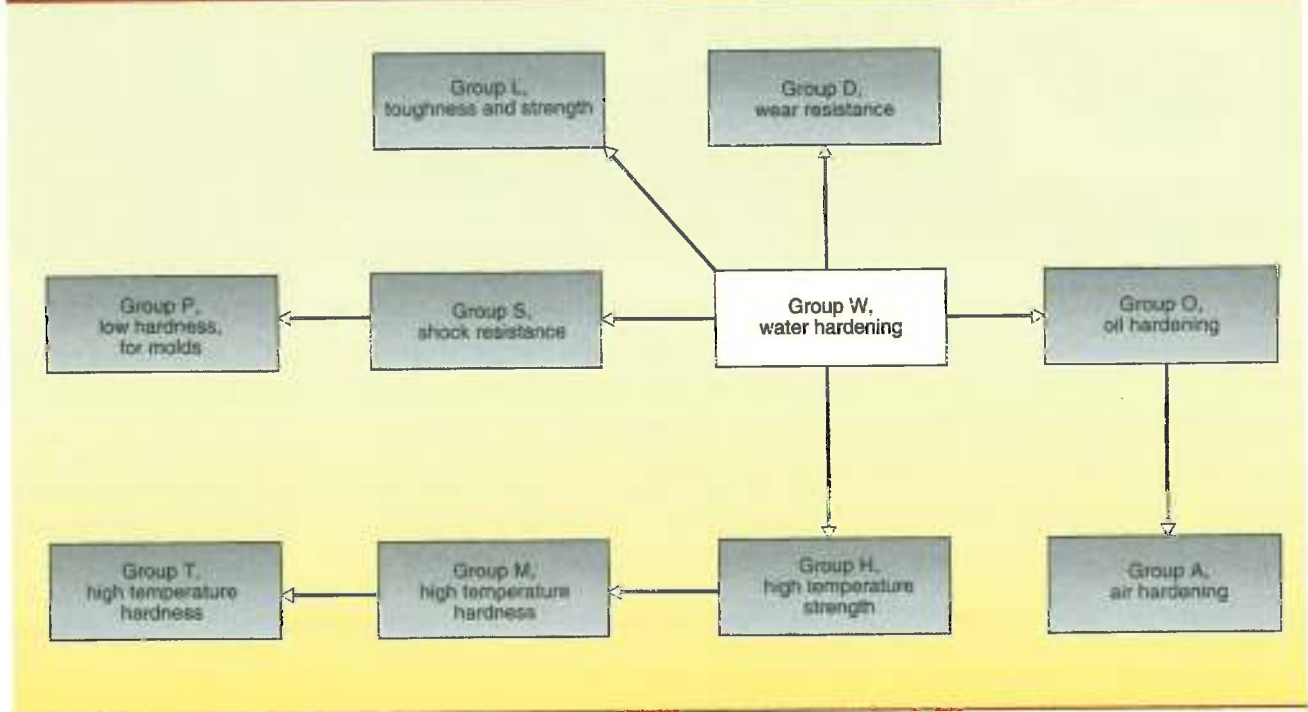 Group L,
toughness and strength
Group D,
wear resistance
Group P,
low hardness,
for molds
Group S,
shock resistance
Group W,
water hardening
Group O,
oil hardening
Group T,
high temperature
hardness
Group M,
high temperature
hardness
Group H,
high temperature
strength
Group A,
air hardening